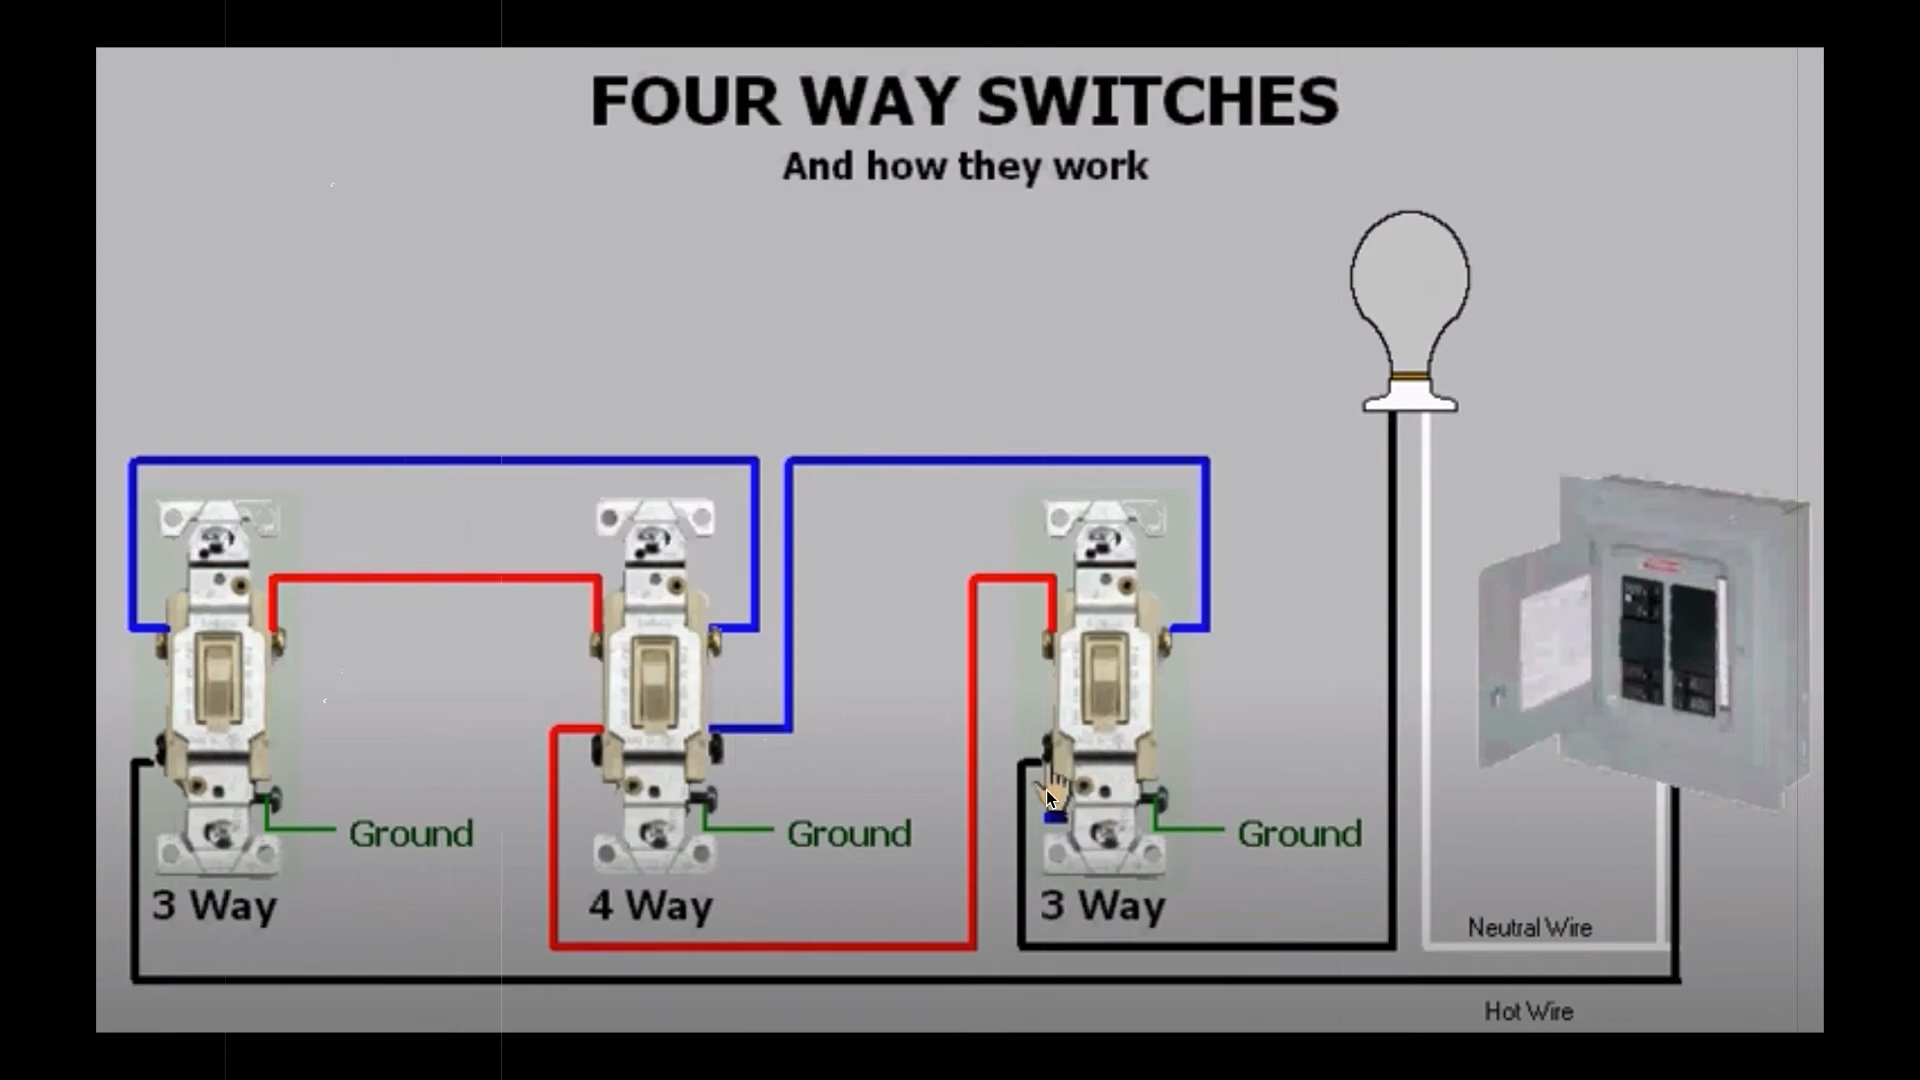 FOUR WAY SWITCHES
And how they work
Ground
Ground
Ground
3 Way
4 Way
3 Way
Neutral Wire
Hot Wire